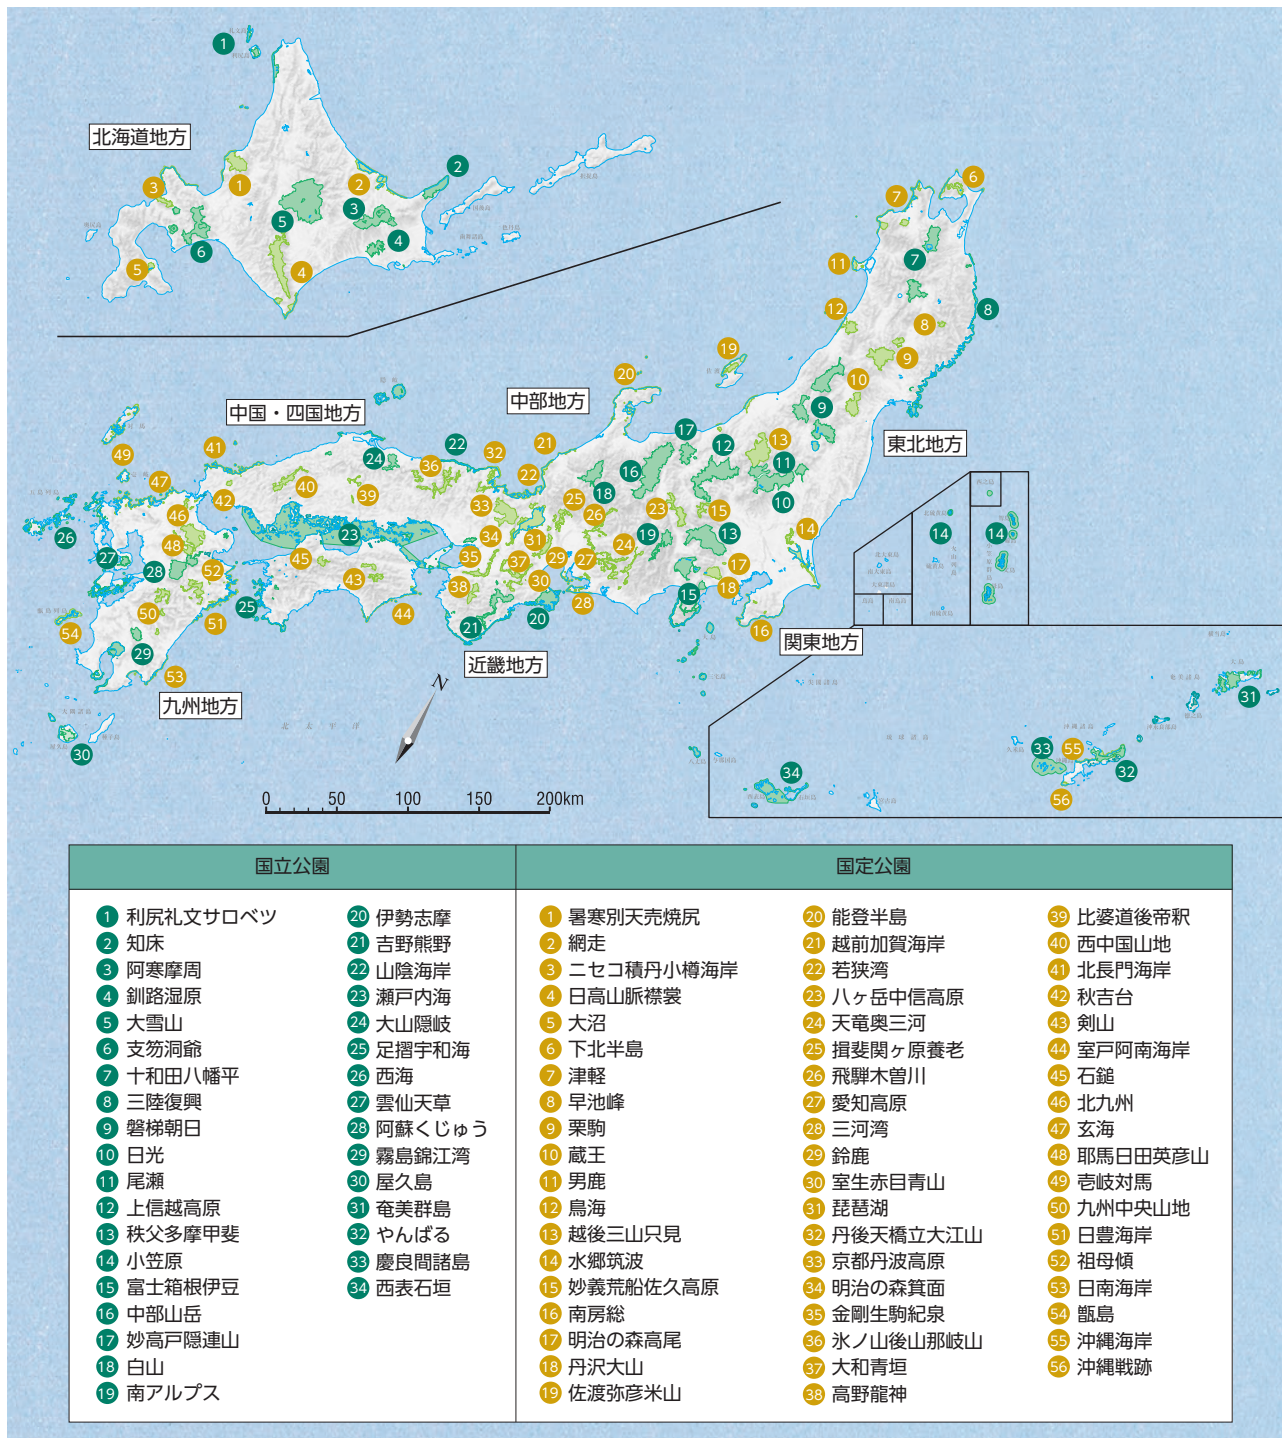 北海道地方
中国・四国地方
中部地方
東北地方
関東地方
近畿地方
九州地方
北太平洋
N
0 50 100 150 200km
国立公園
1 利尻礼文サロベツ
2 知床
3 阿寒摩周
4 釧路湿原
5 大雪山
6 支笏洞爺
7 十和田八幡平
8 三陸復興
9 磐梯朝日
10 日光
11 尾瀬
12 上信越高原
13 秩父多摩甲斐
14 小笠原
15 富士箱根伊豆
16 中部山岳
17 妙高戸隠連山
18 白山
19 南アルプス
20 伊勢志摩
21 吉野熊野
22 山陰海岸
23 瀬戸内海
24 大山隠岐
25 足摺宇和海
26 西海
27 雲仙天草
28 阿蘇くじゅう
29 霧島錦江湾
30 屋久島
31 奄美群島
32 やんばる
33 慶良間諸島
34 西表石垣
国定公園
1 暑寒別天売焼尻
2 網走
3 ニセコ積丹小樽海岸
4 日高山脈襟裳
5 大沼
6 下北半島
7 津軽
8 早池峰
9 栗駒
10 蔵王
11 男鹿
12 鳥海
13 越後三山只見
14 水郷筑波
15 妙義荒船佐久高原
16 南房総
17 明治の森高尾
18 丹沢大山
19 佐渡弥彦米山
20 能登半島
21 越前加賀海岸
22 若狭湾
23 八ヶ岳中信高原
24 天竜奥三河
25 揖斐関ヶ原養老
26 飛騨木曽川
27 愛知高原
28 三河湾
29 鈴鹿
30 室生赤目青山
31 琵琶湖
32 丹後天橋立大江山
33 京都丹波高原
34 明治の森箕面
35 金剛生駒紀泉
36 氷ノ山後山那岐山
37 大和青垣
38 高野龍神
39 比婆道後帝釈
40 西中国山地
41 北長門海岸
42 秋吉台
43 剣山
44 室戸阿南海岸
45 石鎚
46 北九州
47 玄海
48 耶馬日田英彦山
49 壱岐対馬
50 九州中央山地
51 日豊海岸
52 祖母傾
53 日南海岸
54 甑島
55 沖縄海岸
56 沖縄戦跡